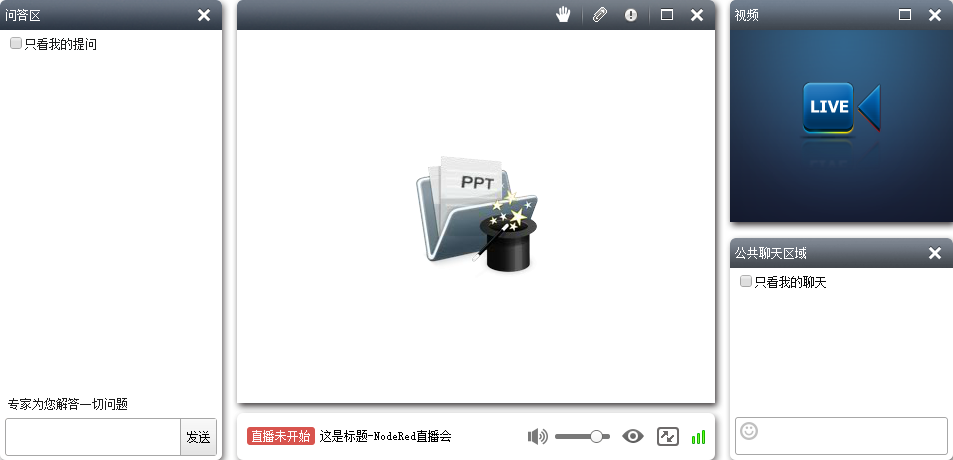 问答区
只看我的提问
专家为您解答一切问题
发送
PPT
直播未开始 这是标题-NodeRed直播会
视频
LIVE
公共聊天区域
只看我的聊天